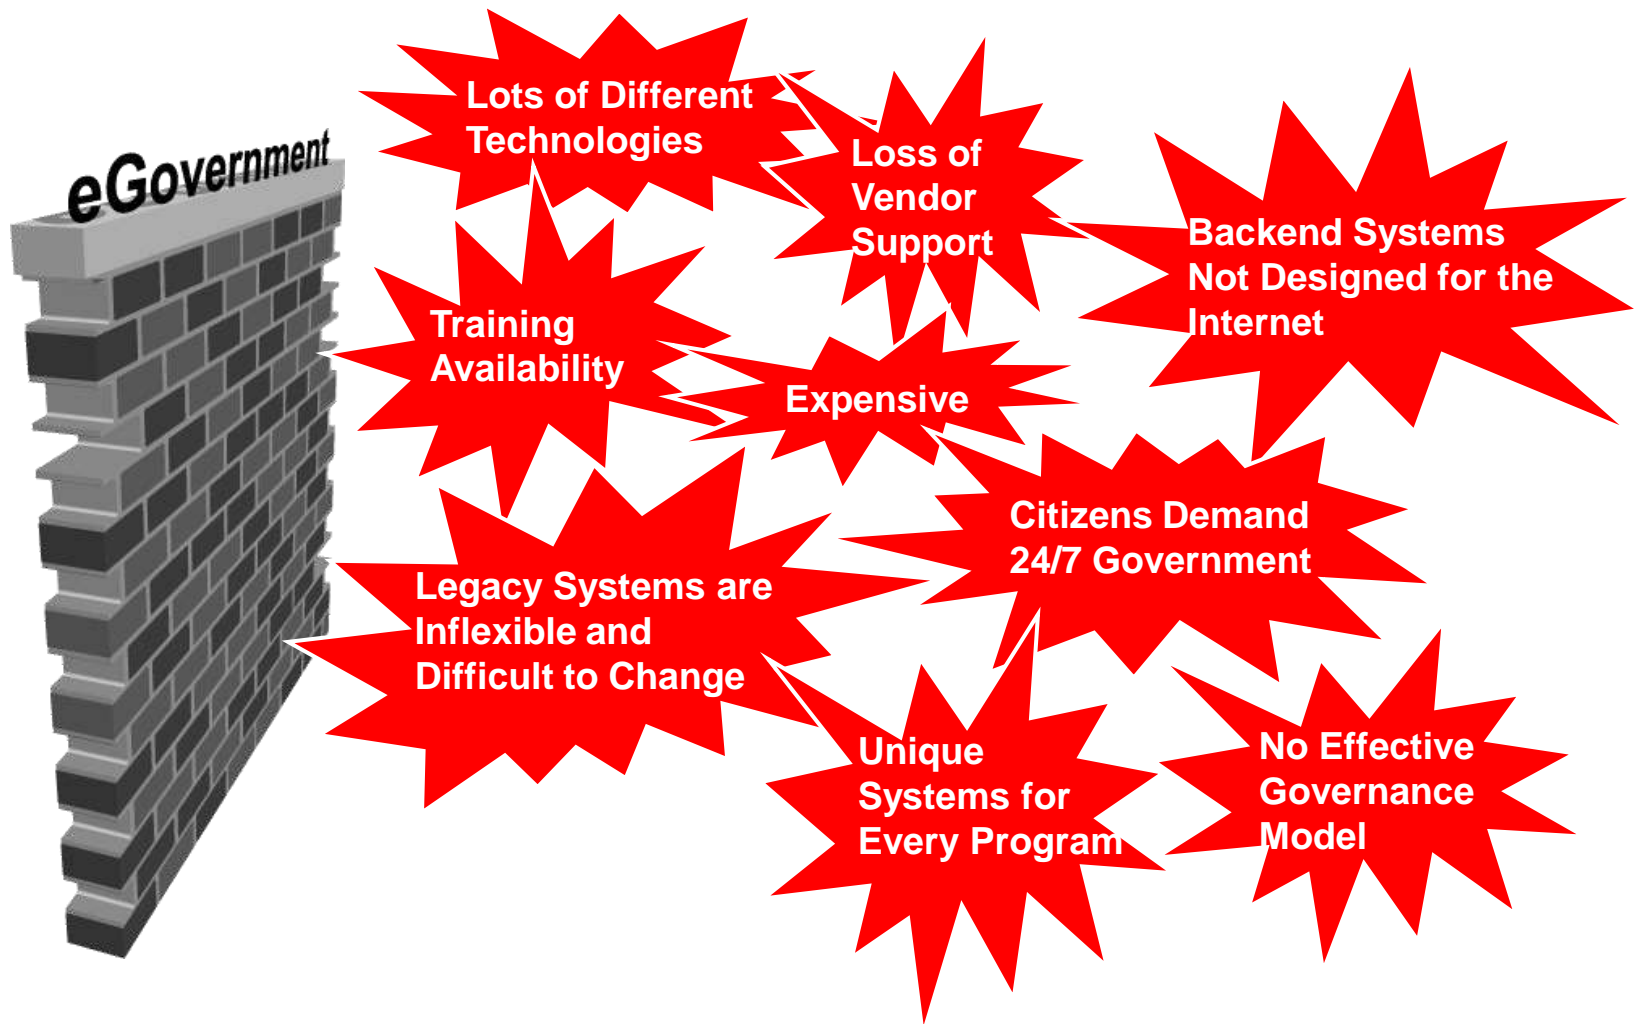 eGovernment
Lots of Different
Technologies
Loss of
Vendor
Support
Backend Systems
Not Designed for the
Internet
Training
Availability
Expensive
Citizens Demand
24/7 Government
Legacy Systems are
Inflexible and
Difficult to Change
Unique
Systems for
Every Program
No Effective
Governance
Model